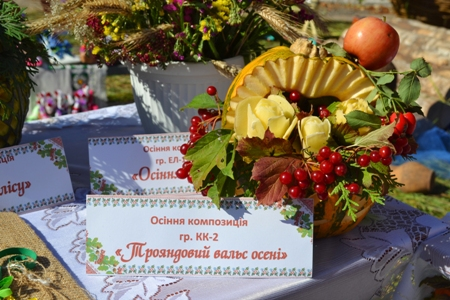 лісу»
Осіння ком
гр. ЕЛ-
«Осінн
Осіння композиція
гр. КК-2
«Трояндовий вальс осені»